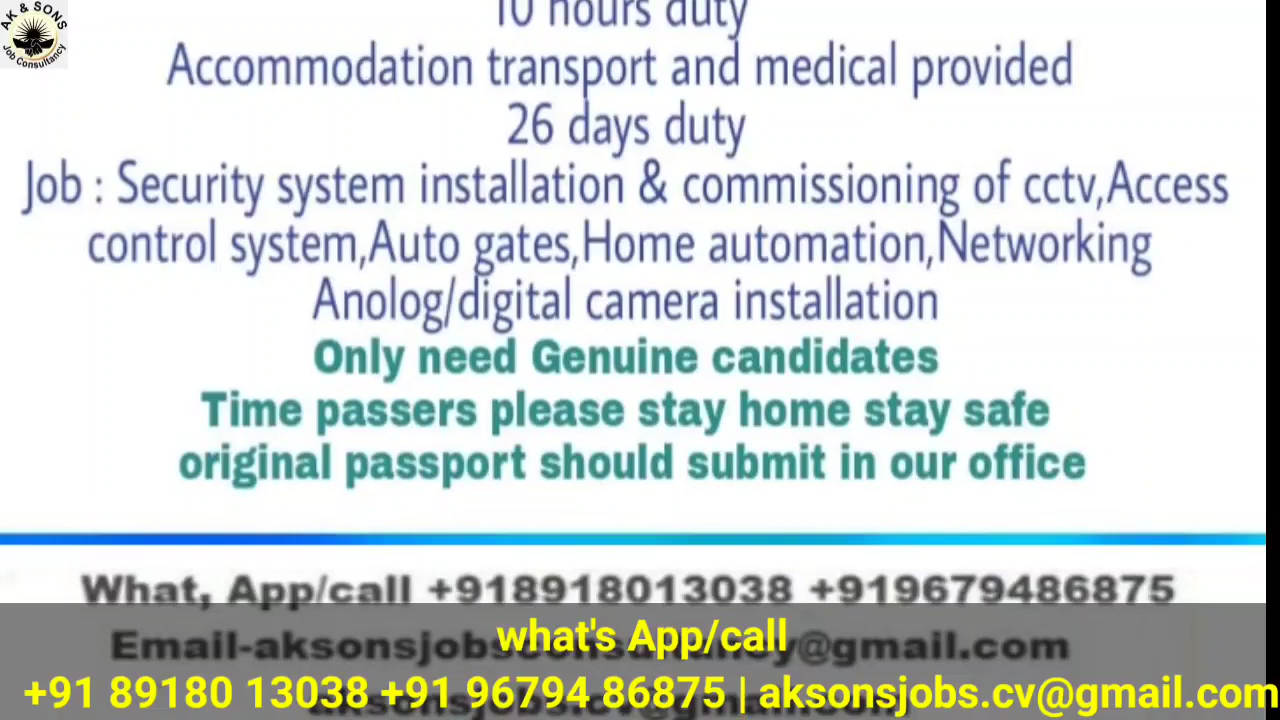 AK & SONS
Job Consultancy
10 hours duty
Accommodation transport and medical provided
26 days duty
Job : Security system installation & commissioning of cctv,Access
control system,Auto gates,Home automation,Networking
Anolog/digital camera installation
Only need Genuine candidates
Time passers please stay home stay safe
original passport should submit in our office
What, App/call +918918013038 +919679486875
Email-aksonsjobsconsultancy@gmail.com
what's App/call
+91 89180 13038 +91 96794 86875 | aksonsjobs.cv@gmail.com